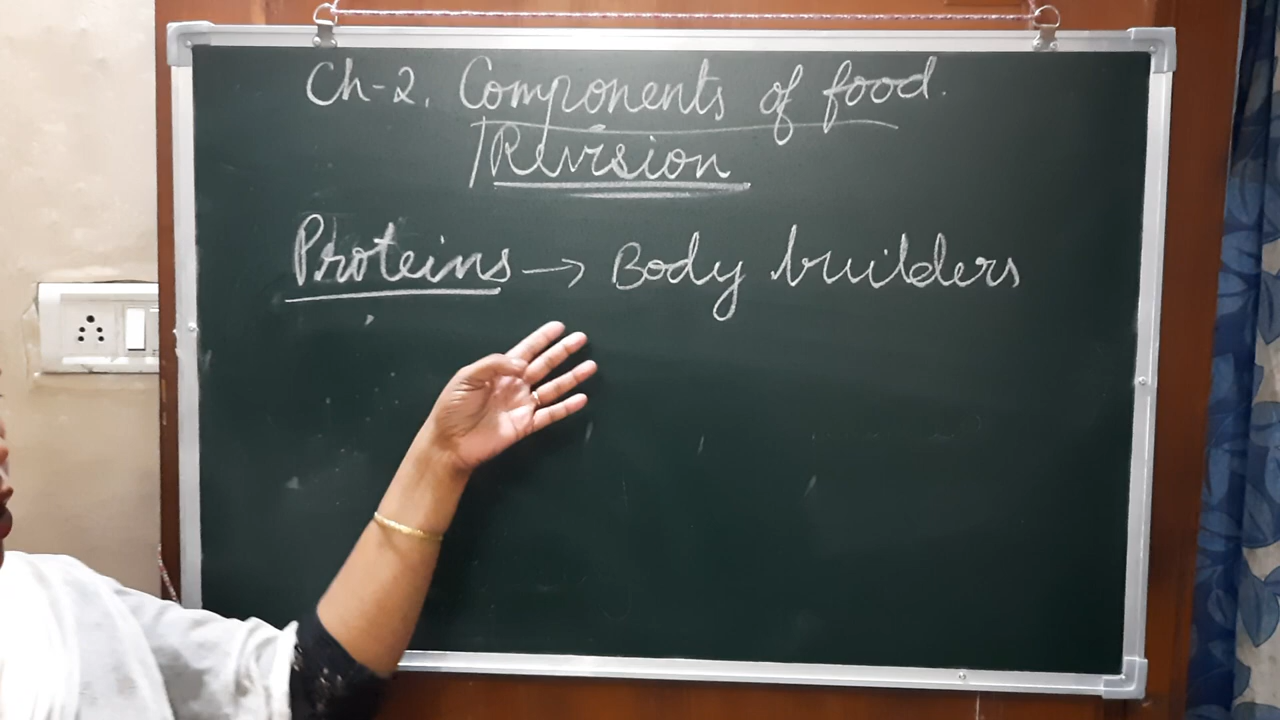 Ch-2. Components of food.
Revision
Proteins → Body builders